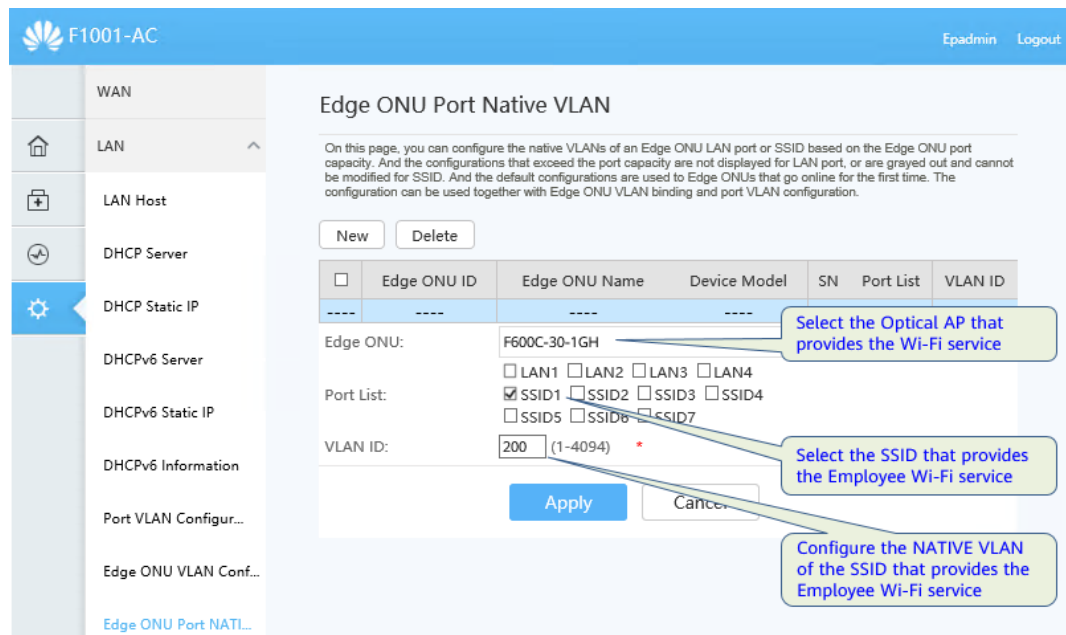 F1001-AC
Epadmin Logout
WAN
LAN
LAN Host
DHCP Server
DHCP Static IP
DHCPv6 Server
DHCPv6 Static IP
DHCPv6 Information
Port VLAN Configur...
Edge ONU VLAN Conf...
Edge ONU Port NATI...
Edge ONU Port Native VLAN
On this page, you can configure the native VLANs of an Edge ONU LAN port or SSID based on the Edge ONU port
capacity. And the configurations that exceed the port capacity are not displayed for LAN port, or are grayed out and cannot
be modified for SSID. And the default configurations are used to Edge ONUs that go online for the first time. The
configuration can be used together with Edge ONU VLAN binding and port VLAN configuration.
New Delete
Edge ONU ID Edge ONU Name Device Model SN Port List VLAN ID
---- ---- ---- ----
Edge ONU: F600C-30-1GH
Select the Optical AP that
provides the Wi-Fi service
LAN1 LAN2 LAN3 LAN4
Port List: SSID1 SSID2 SSID3 SSID4
SSID5 SSID6 SSID7
VLAN ID: 200 (1-4094) *
Select the SSID that provides
the Employee Wi-Fi service
Apply Cancel
Configure the NATIVE VLAN
of the SSID that provides the
Employee Wi-Fi service